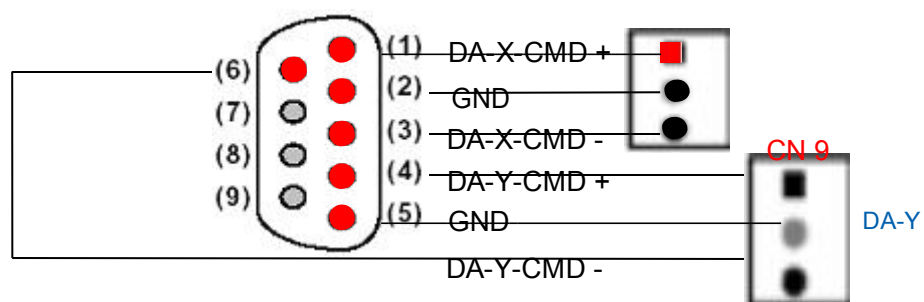 (1) DA-X-CMD +
(6)
(2) GND
(7)
(3) DA-X-CMD -
CN 9
(8)
(4) DA-Y-CMD +
(9)
(5) GND
DA-Y
DA-Y-CMD -